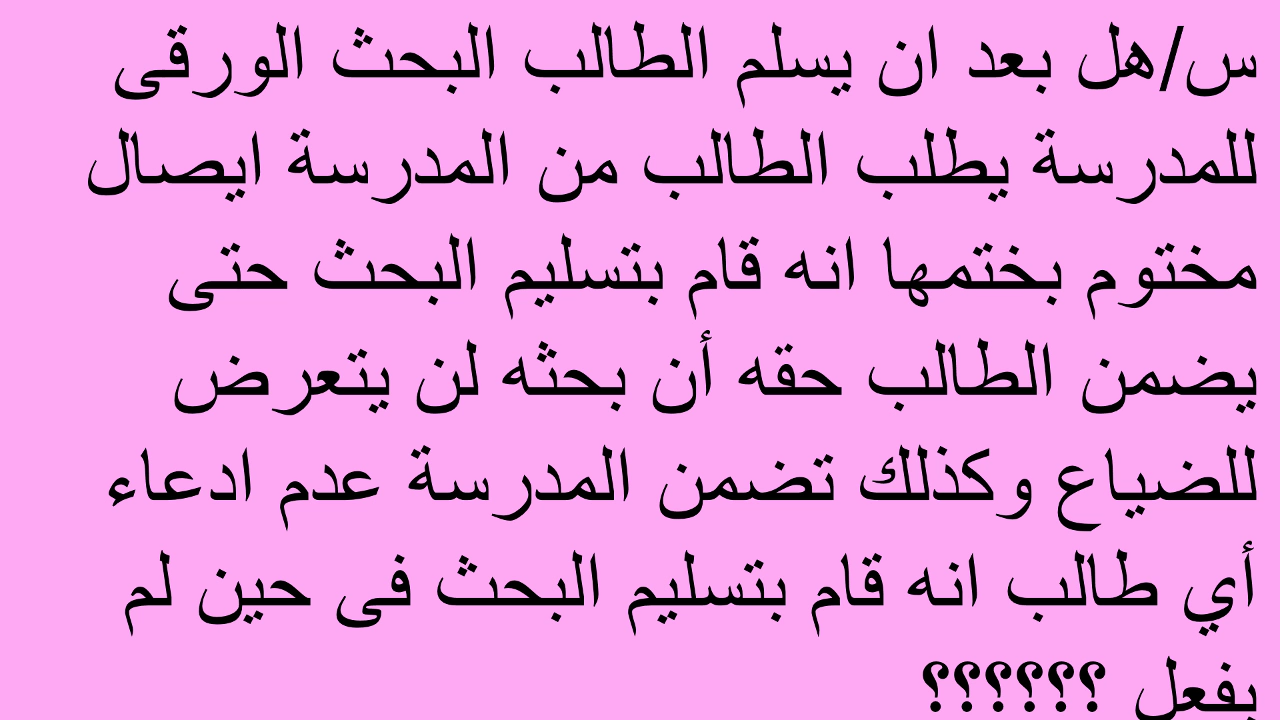 س/هل بعد ان يسلم الطالب البحث الورقى
للمدرسة يطلب الطالب من المدرسة ايصال
مختوم بختمها انه قام بتسليم البحث حتى
يضمن الطالب حقه أن بحثه لن يتعرض
للضياع وكذلك تضمن المدرسة عدم ادعاء
أي طالب انه قام بتسليم البحث فى حين لم
يفعل ؟؟؟؟؟؟